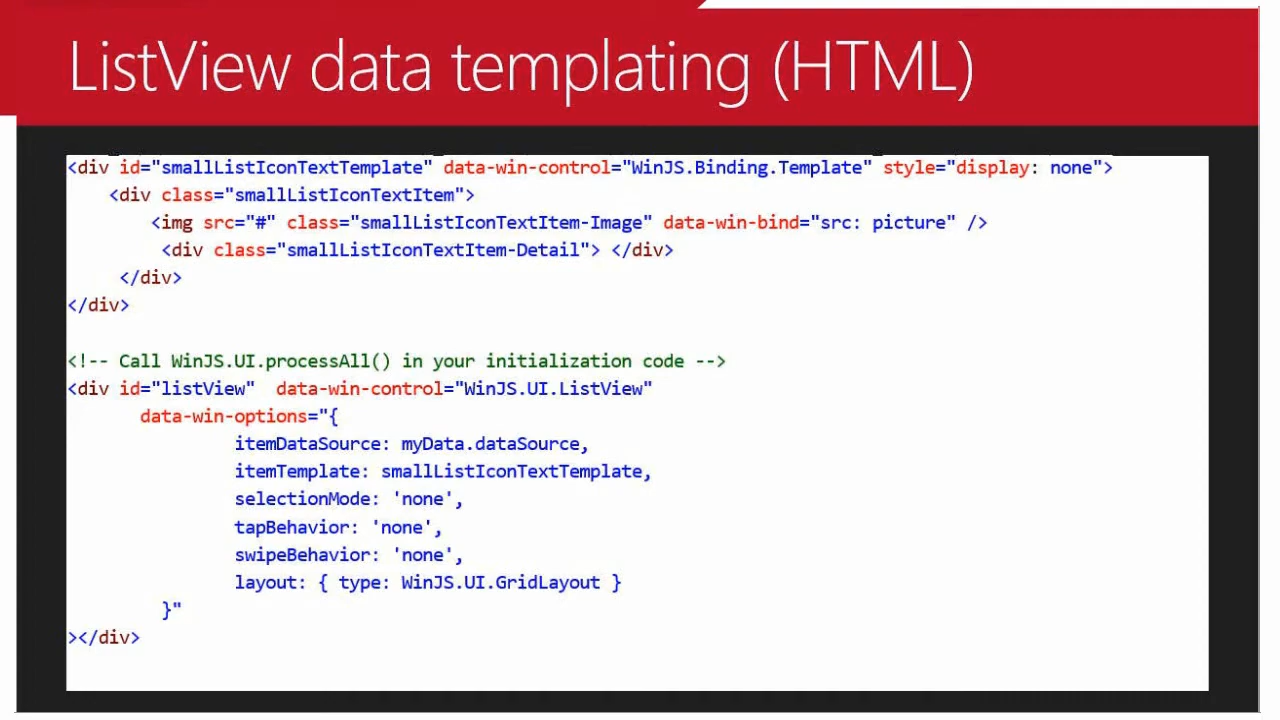 ListView data templating (HTML)
<div id="smallListIconTextTemplate" data-win-control="WinJS.Binding.Template" style="display: none">
<div class="smallListIconTextItem">
<img src="#" class="smallListIconTextItem-Image" data-win-bind="src: picture" />
<div class="smallListIconTextItem-Detail"> </div>
</div>
</div>
<!-- Call WinJS.UI.processAll() in your initialization code -->
<div id="listView" data-win-control="WinJS.UI.ListView"
data-win-options="{
itemDataSource: myData.dataSource,
itemTemplate: smallListIconTextTemplate,
selectionMode: 'none',
tapBehavior: 'none',
swipeBehavior: 'none',
layout: { type: WinJS.UI.GridLayout }
}"
></div>